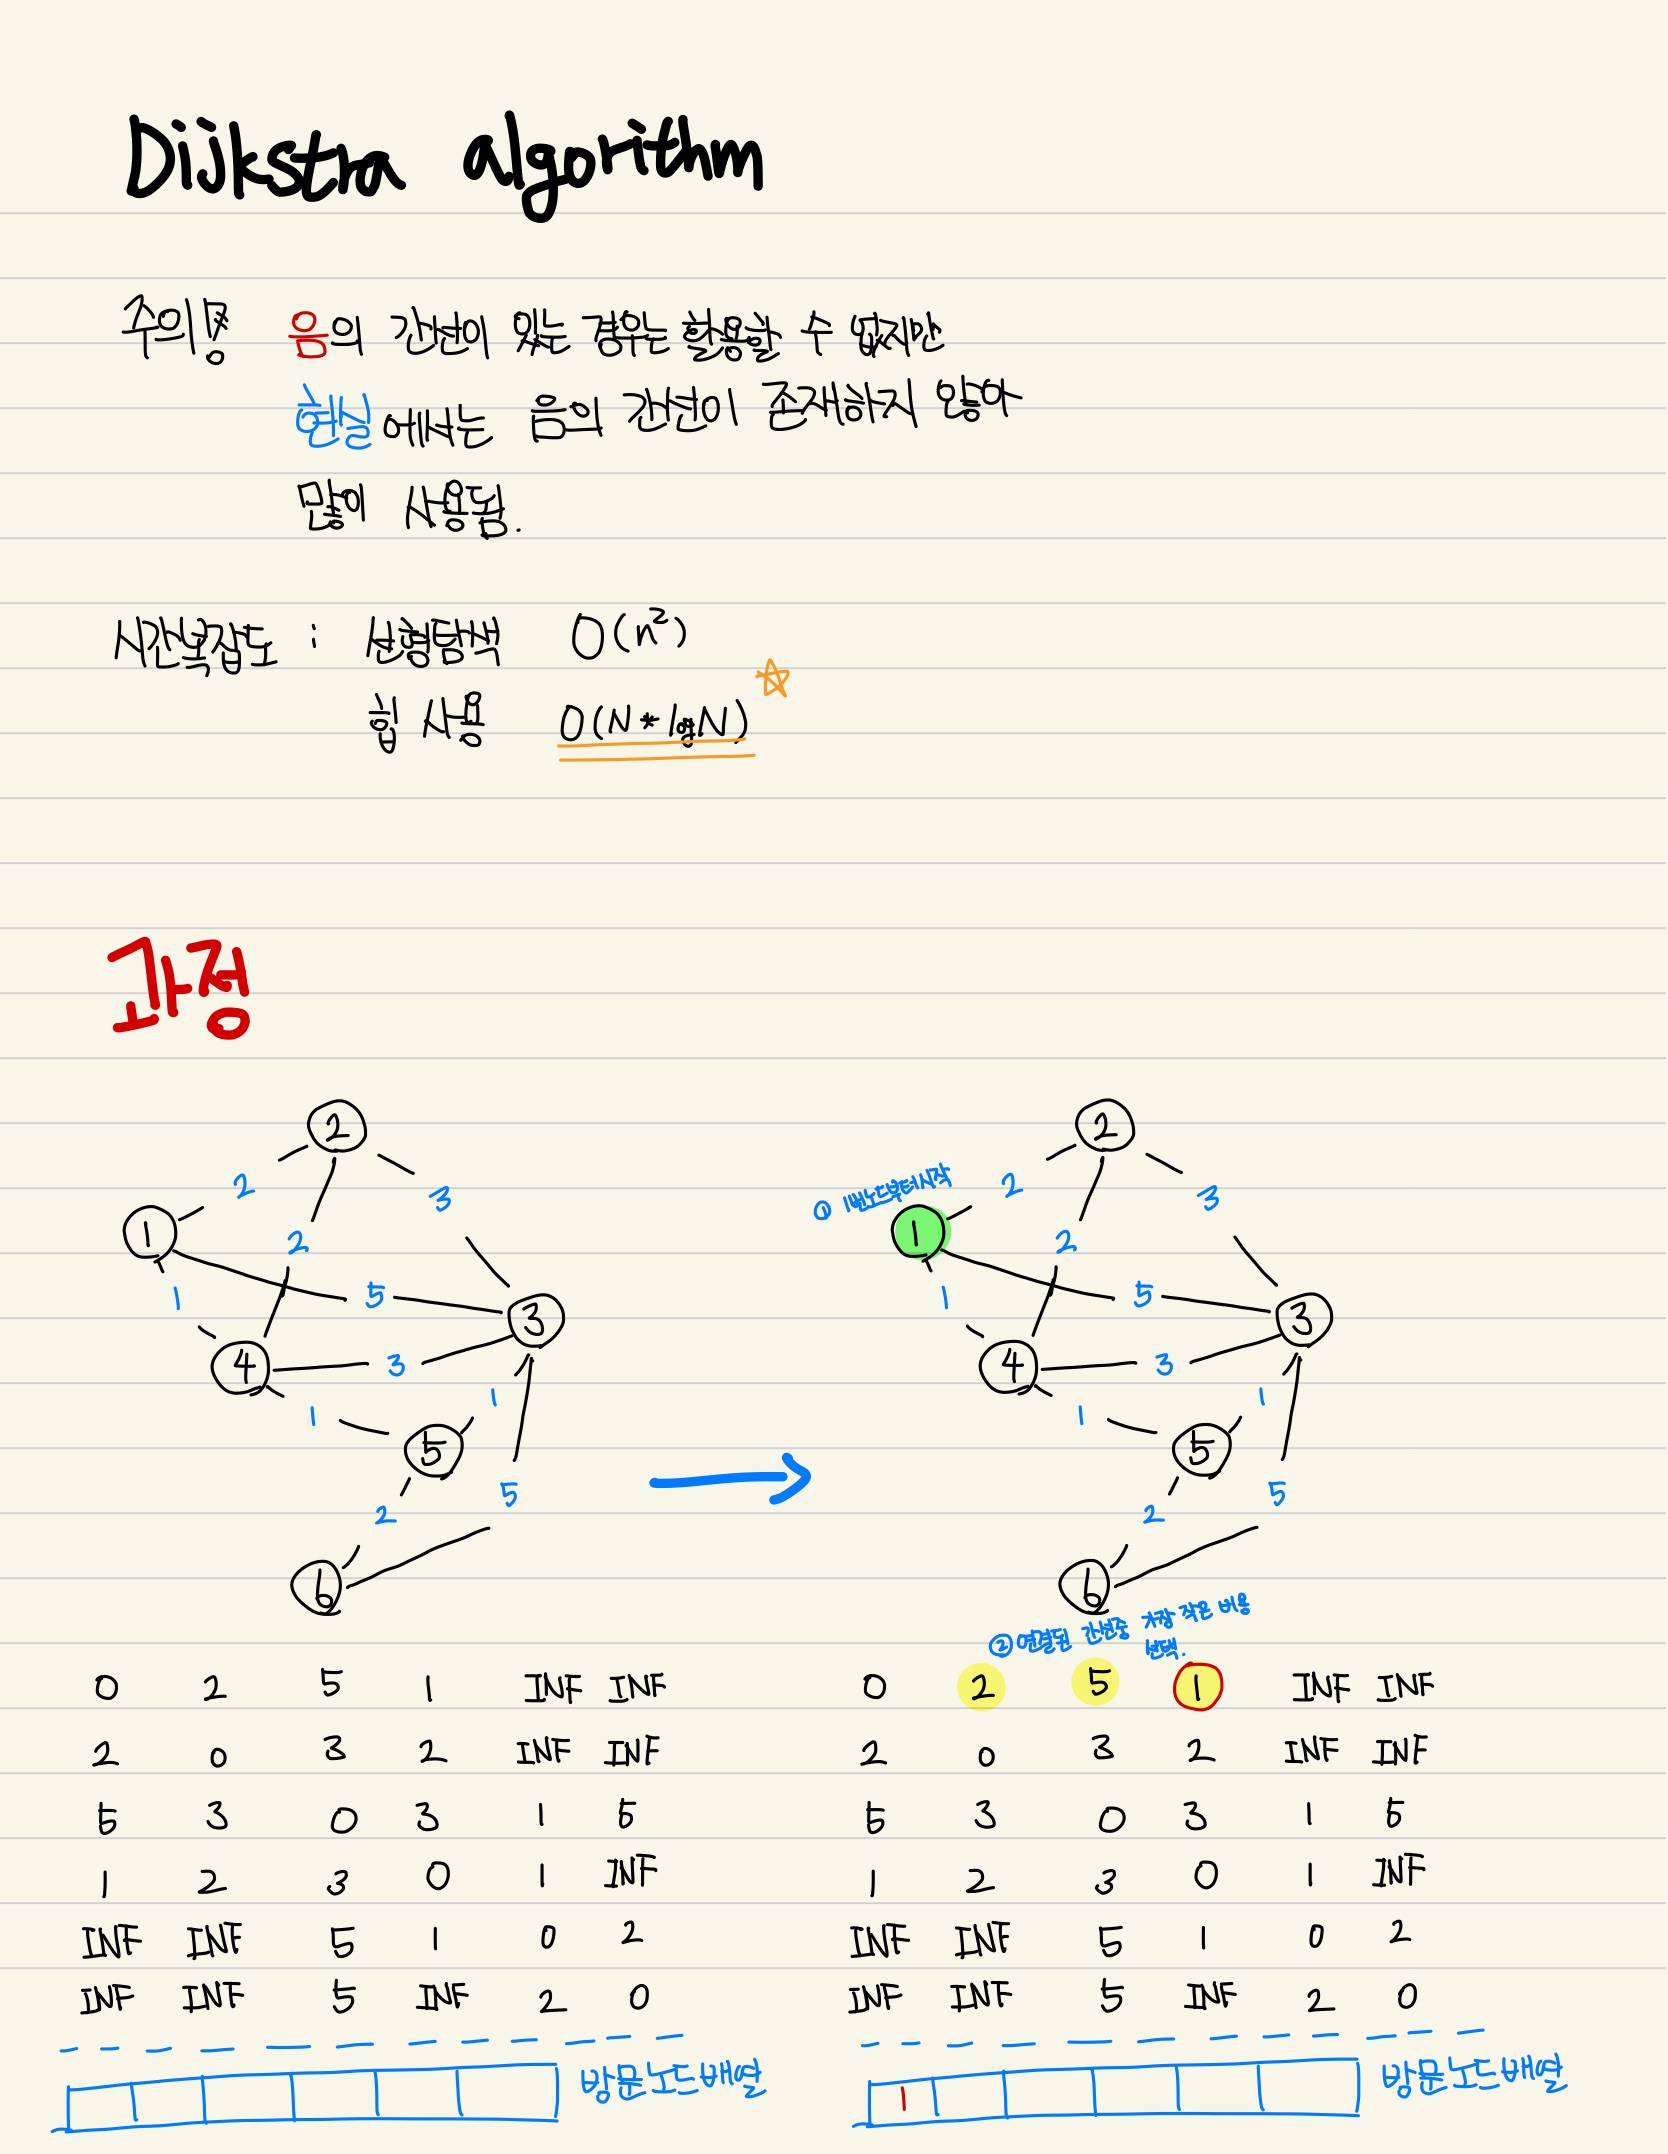 Dijkstra algorithm
음의 간선이 있는 경우는 활용할 수 없지만
현실에서는 음의 간선이 존재하지 않아
많이 사용됨.
시간복잡도 : 선형탐색 O(n²)
힙 사용 O(N * logN)
과정
2
2 3
1
2
1 5
3
4 3
1 1
5
2 5
6
0 2 5 1 INF INF
2 0 3 2 INF INF
5 3 0 3 1 5
1 2 3 0 1 INF
INF INF 5 1 0 2
INF INF 5 INF 2 0
방문노드배열
2
① 1번노드부터시작
2 3
1
2
1 5
3
4 3
1 1
5
2 5
6
② 연결된 간선중 가장 작은 비용
선택.
0 2 5 1 INF INF
2 0 3 2 INF INF
5 3 0 3 1 5
1 2 3 0 1 INF
INF INF 5 1 0 2
INF INF 5 INF 2 0
1
방문노드배열